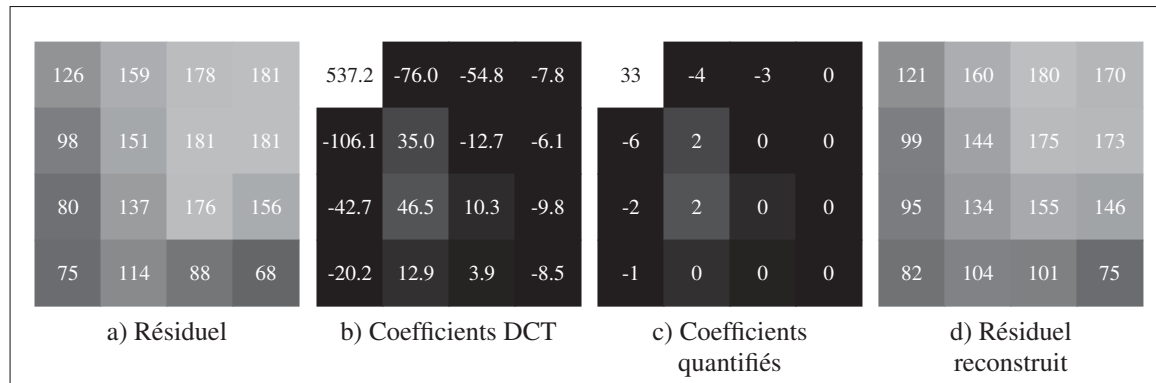 126 159 178 181 537.2 -76.0 -54.8 -7.8 33 -4 -3 0 121 160 180 170
98 151 181 181 -106.1 35.0 -12.7 -6.1 -6 2 0 0 99 144 175 173
80 137 176 156 -42.7 46.5 10.3 -9.8 -2 2 0 0 95 134 155 146
75 114 88 68 -20.2 12.9 3.9 -8.5 -1 0 0 0 82 104 101 75
a) Résiduel b) Coefficients DCT c) Coefficients d) Résiduel
quantifiés reconstruit